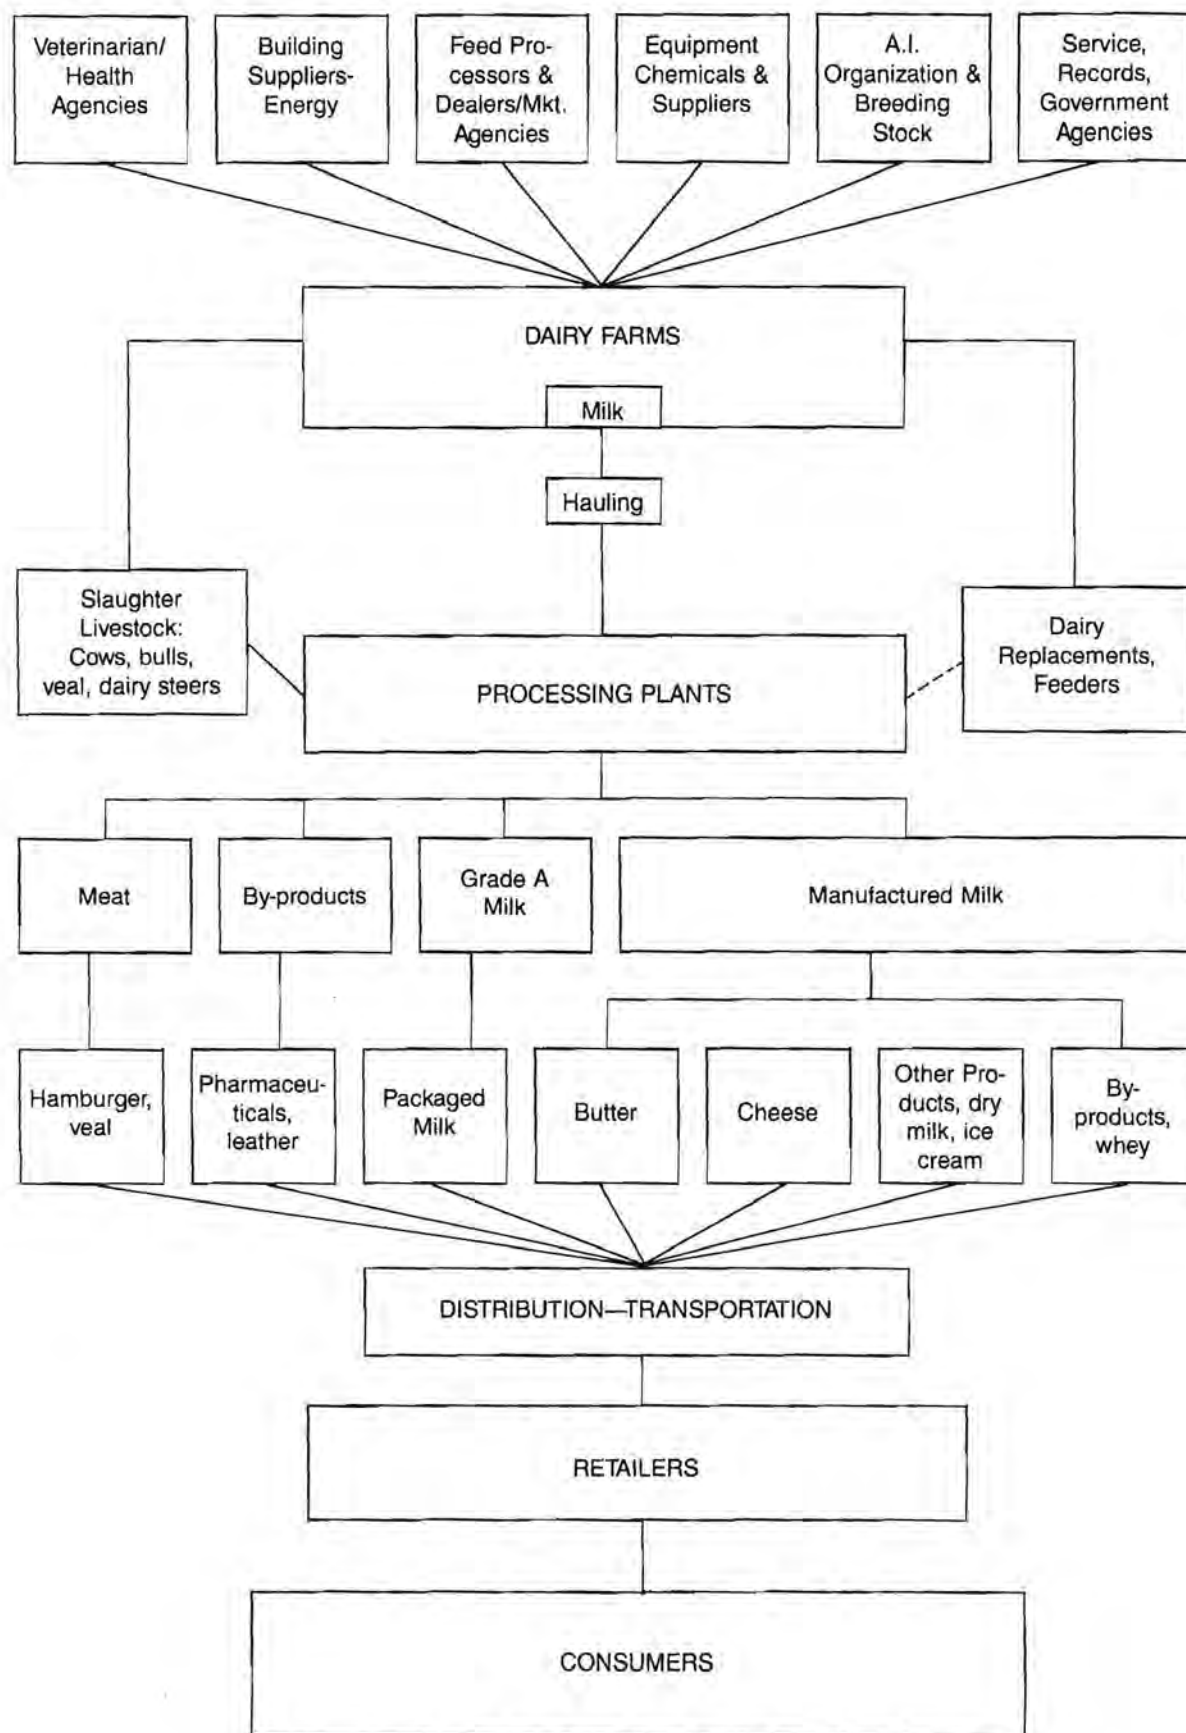 Veterinarian/
Health
Agencies
Building
Suppliers-
Energy
Feed Pro-
cessors &
Dealers/Mkt.
Agencies
Equipment
Chemicals &
Suppliers
A.I.
Organization &
Breeding
Stock
Service,
Records,
Government
Agencies
DAIRY FARMS
Milk
Hauling
Slaughter
Livestock:
Cows, bulls,
veal, dairy steers
PROCESSING PLANTS
Dairy
Replacements,
Feeders
Meat
By-products
Grade A
Milk
Manufactured Milk
Hamburger,
veal
Pharmaceu-
ticals,
leather
Packaged
Milk
Butter
Cheese
Other Pro-
ducts, dry
milk, ice
cream
By-
products,
whey
DISTRIBUTION—TRANSPORTATION
RETAILERS
CONSUMERS